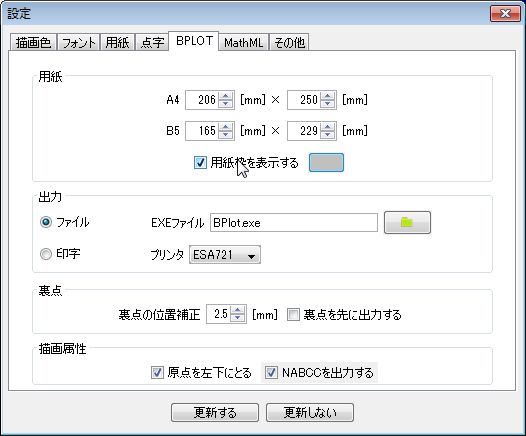 設定
描画色 フォント 用紙 点字 BPLOT MathML その他
用紙
A4 206 [mm] × 250 [mm]
B5 165 [mm] × 229 [mm]
用紙枠を表示する
出力
ファイル EXEファイル BPlot.exe
印字 プリンタ ESA721
裏点
裏点の位置補正 2.5 [mm] 裏点を先に出力する
描画属性
原点を左下にとる NABCCを出力する
更新する 更新しない